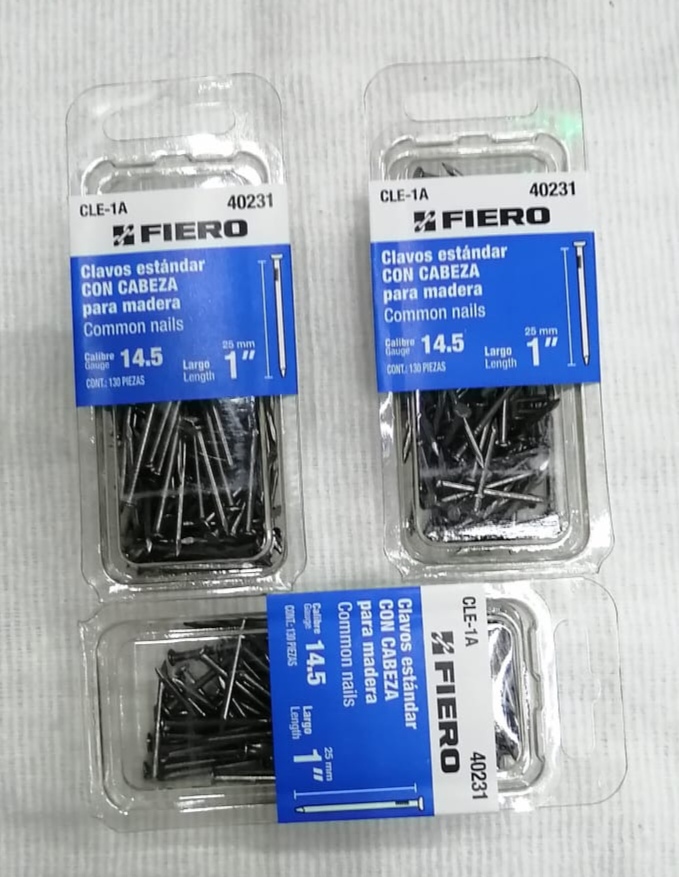 CLE-1A 40231
FIERO
Clavos estándar
CON CABEZA
para madera
Common nails
Calibre
Gauge 14.5
Largo
Length
25 mm
1”
CONT.: 130 PIEZAS
CLE-1A 40231
FIERO
Clavos estándar
CON CABEZA
para madera
Common nails
Calibre
Gauge 14.5
Largo
Length
25 mm
1”
CONT.: 130 PIEZAS
CLE-1A 40231
FIERO
Clavos estándar
CON CABEZA
para madera
Common nails
Calibre
Gauge 14.5
Largo
Length
25 mm
1”
CONT.: 130 PIEZAS